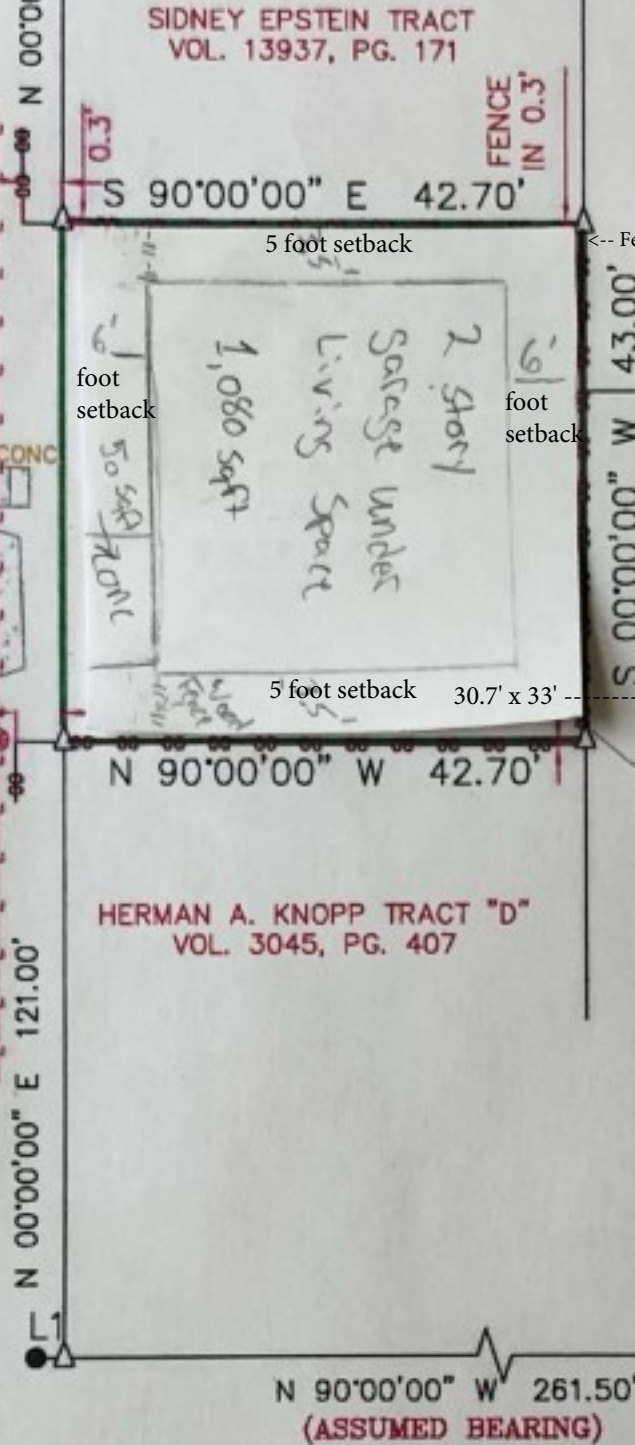 SIDNEY EPSTEIN TRACT
VOL. 13937, PG. 171
0.3'
FENCE
IN 0.3'
S 90°00'00" E 42.70'
5 foot setback
<-- Fe
43.00'
S 00°00'00" W
6'
foot
setback
50 sqft
conc
2 story
Garage under
Living Space
1,080 sqft
6'
foot
setback
CONC
Wood
Fence
5 foot setback
30.7' x 33'
N 90°00'00" W 42.70'
HERMAN A. KNOPP TRACT "D"
VOL. 3045, PG. 407
N 00°00'00" E 121.00'
L1
N 90°00'00" W 261.50'
(ASSUMED BEARING)